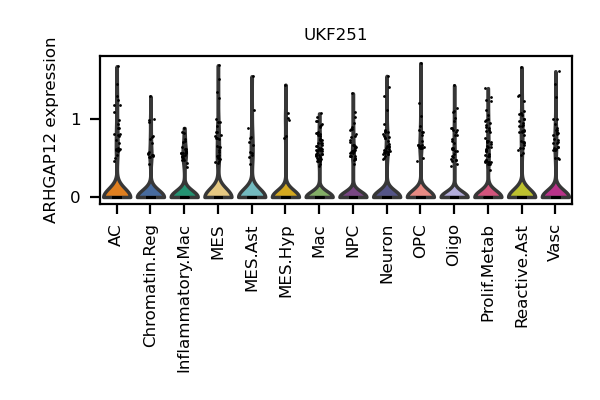 UKF251
ARHGAP12 expression
1
0
AC
Chromatin.Reg
Inflammatory.Mac
MES
MES.Ast
MES.Hyp
Mac
NPC
Neuron
OPC
Oligo
Prolif.Metab
Reactive.Ast
Vasc